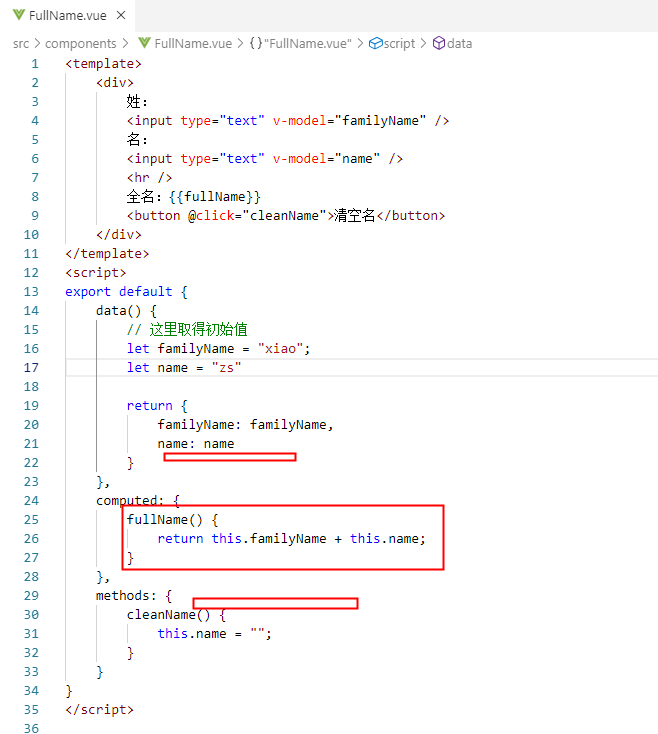 FullName.vue ×
src > components > FullName.vue > {} "FullName.vue" > script > data
1 <template>
2 <div>
3 姓：
4 <input type="text" v-model="familyName" />
5 名：
6 <input type="text" v-model="name" />
7 <hr />
8 全名：{{fullName}}
9 <button @click="cleanName">清空名</button>
10 </div>
11 </template>
12 <script>
13 export default {
14 data() {
15 // 这里取得初始值
16 let familyName = "xiao";
17 let name = "zs"
18
19 return {
20 familyName: familyName,
21 name: name
22 }
23 },
24 computed: {
25 fullName() {
26 return this.familyName + this.name;
27 }
28 },
29 methods: {
30 cleanName() {
31 this.name = "";
32 }
33 }
34 }
35 </script>
36